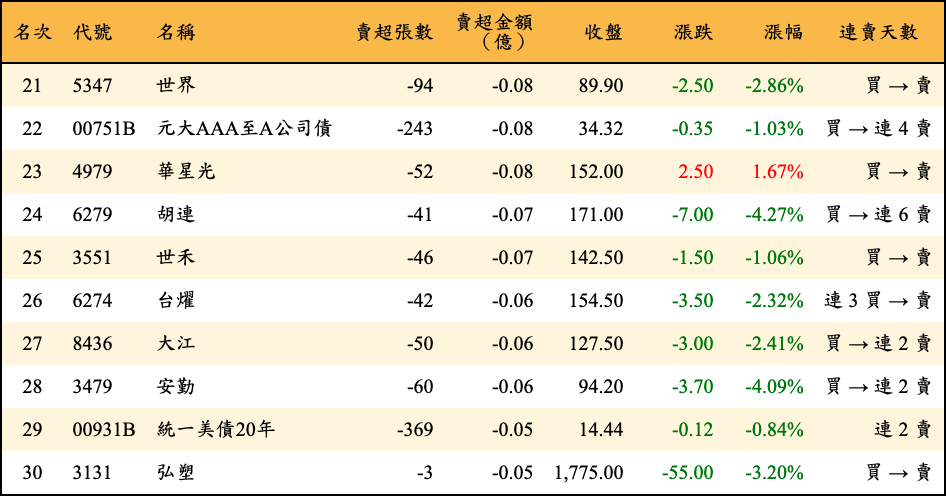 名次 代號 名稱 賣超張數 賣超金額（億） 收盤 漲跌 漲幅 連賣天數
21 5347 世界 -94 -0.08 89.90 -2.50 -2.86% 買 → 賣
22 00751B 元大AAA至A公司債 -243 -0.08 34.32 -0.35 -1.03% 買 → 連 4 賣
23 4979 華星光 -52 -0.08 152.00 2.50 1.67% 買 → 賣
24 6279 胡連 -41 -0.07 171.00 -7.00 -4.27% 買 → 連 6 賣
25 3551 世禾 -46 -0.07 142.50 -1.50 -1.06% 買 → 賣
26 6274 台燿 -42 -0.06 154.50 -3.50 -2.32% 連 3 買 → 賣
27 8436 大江 -50 -0.06 127.50 -3.00 -2.41% 買 → 連 2 賣
28 3479 安勤 -60 -0.06 94.20 -3.70 -4.09% 買 → 連 2 賣
29 00931B 統一美債20年 -369 -0.05 14.44 -0.12 -0.84% 連 2 賣
30 3131 弘塑 -3 -0.05 1,775.00 -55.00 -3.20% 買 → 賣